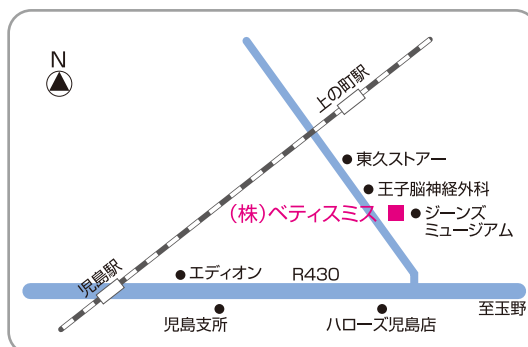 N
上の町駅
東久ストアー
王子脳神経外科
(株)ベティスミス
ジーンズ
ミュージアム
児島駅
エディオン
R430
至玉野
児島支所
ハローズ児島店